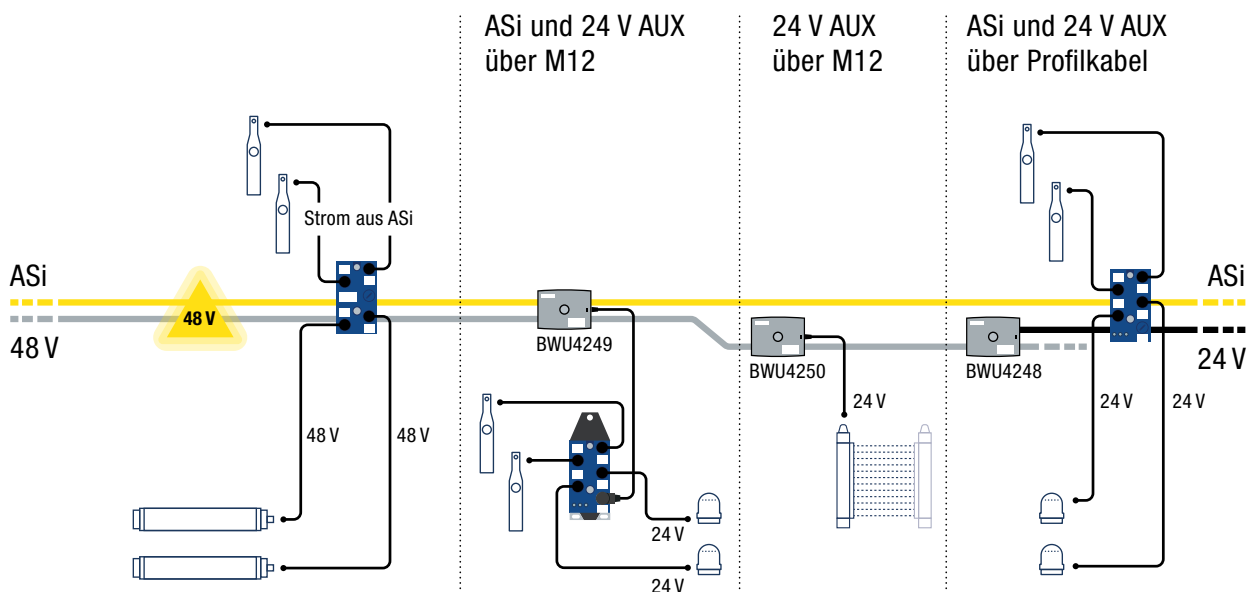 ASi und 24 V AUX
über M12
24 V AUX
über M12
ASi und 24 V AUX
über Profilkabel
Strom aus ASi
ASi
48 V
48 V
ASi
24 V
BWU4249
BWU4250
BWU4248
48 V
48 V
24 V
24 V
24 V
24 V
24 V